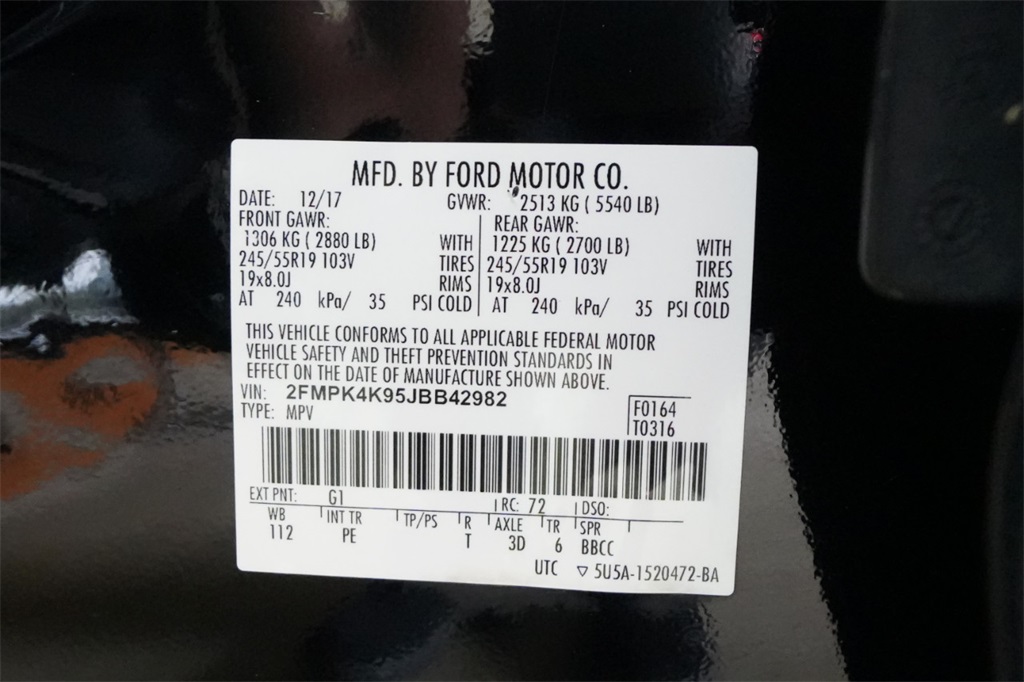 MFD. BY FORD MOTOR CO.
DATE: 12/17 GVWR: 2513 KG ( 5540 LB)
FRONT GAWR: REAR GAWR:
1306 KG ( 2880 LB) WITH 1225 KG ( 2700 LB) WITH
245/55R19 103V TIRES 245/55R19 103V TIRES
19x8.0J RIMS 19x8.0J RIMS
AT 240 kPa/ 35 PSI COLD AT 240 kPa/ 35 PSI COLD
THIS VEHICLE CONFORMS TO ALL APPLICABLE FEDERAL MOTOR
VEHICLE SAFETY AND THEFT PREVENTION STANDARDS IN
EFFECT ON THE DATE OF MANUFACTURE SHOWN ABOVE.
VIN: 2FMPK4K95JBB42982
TYPE: MPV
F0164
T0316
EXT PNT: G1 RC: 72 DSO:
WB INT TR TP/PS R AXLE TR SPR
112 PE T 3D 6 BBCC
UTC ▽ 5U5A-1520472-BA